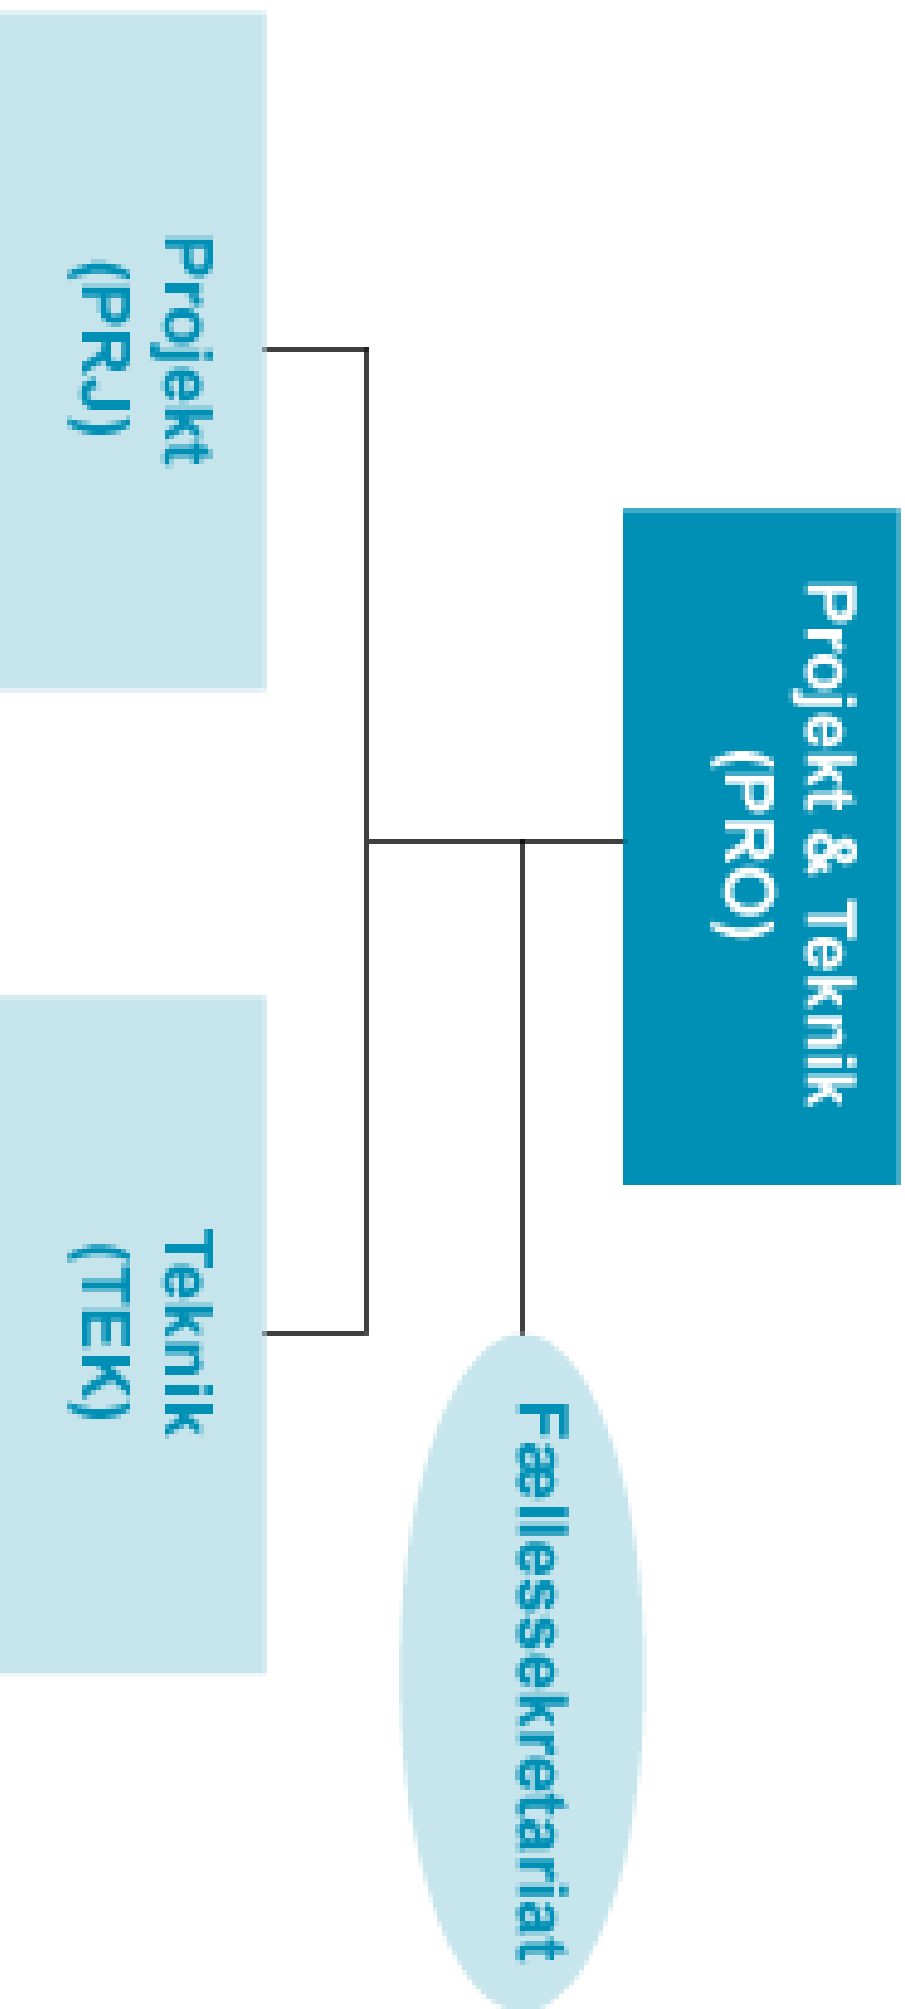 Projekt & Teknik
(PRO)
Fællessekretariat
Projekt
(PRJ)
Teknik
(TEK)